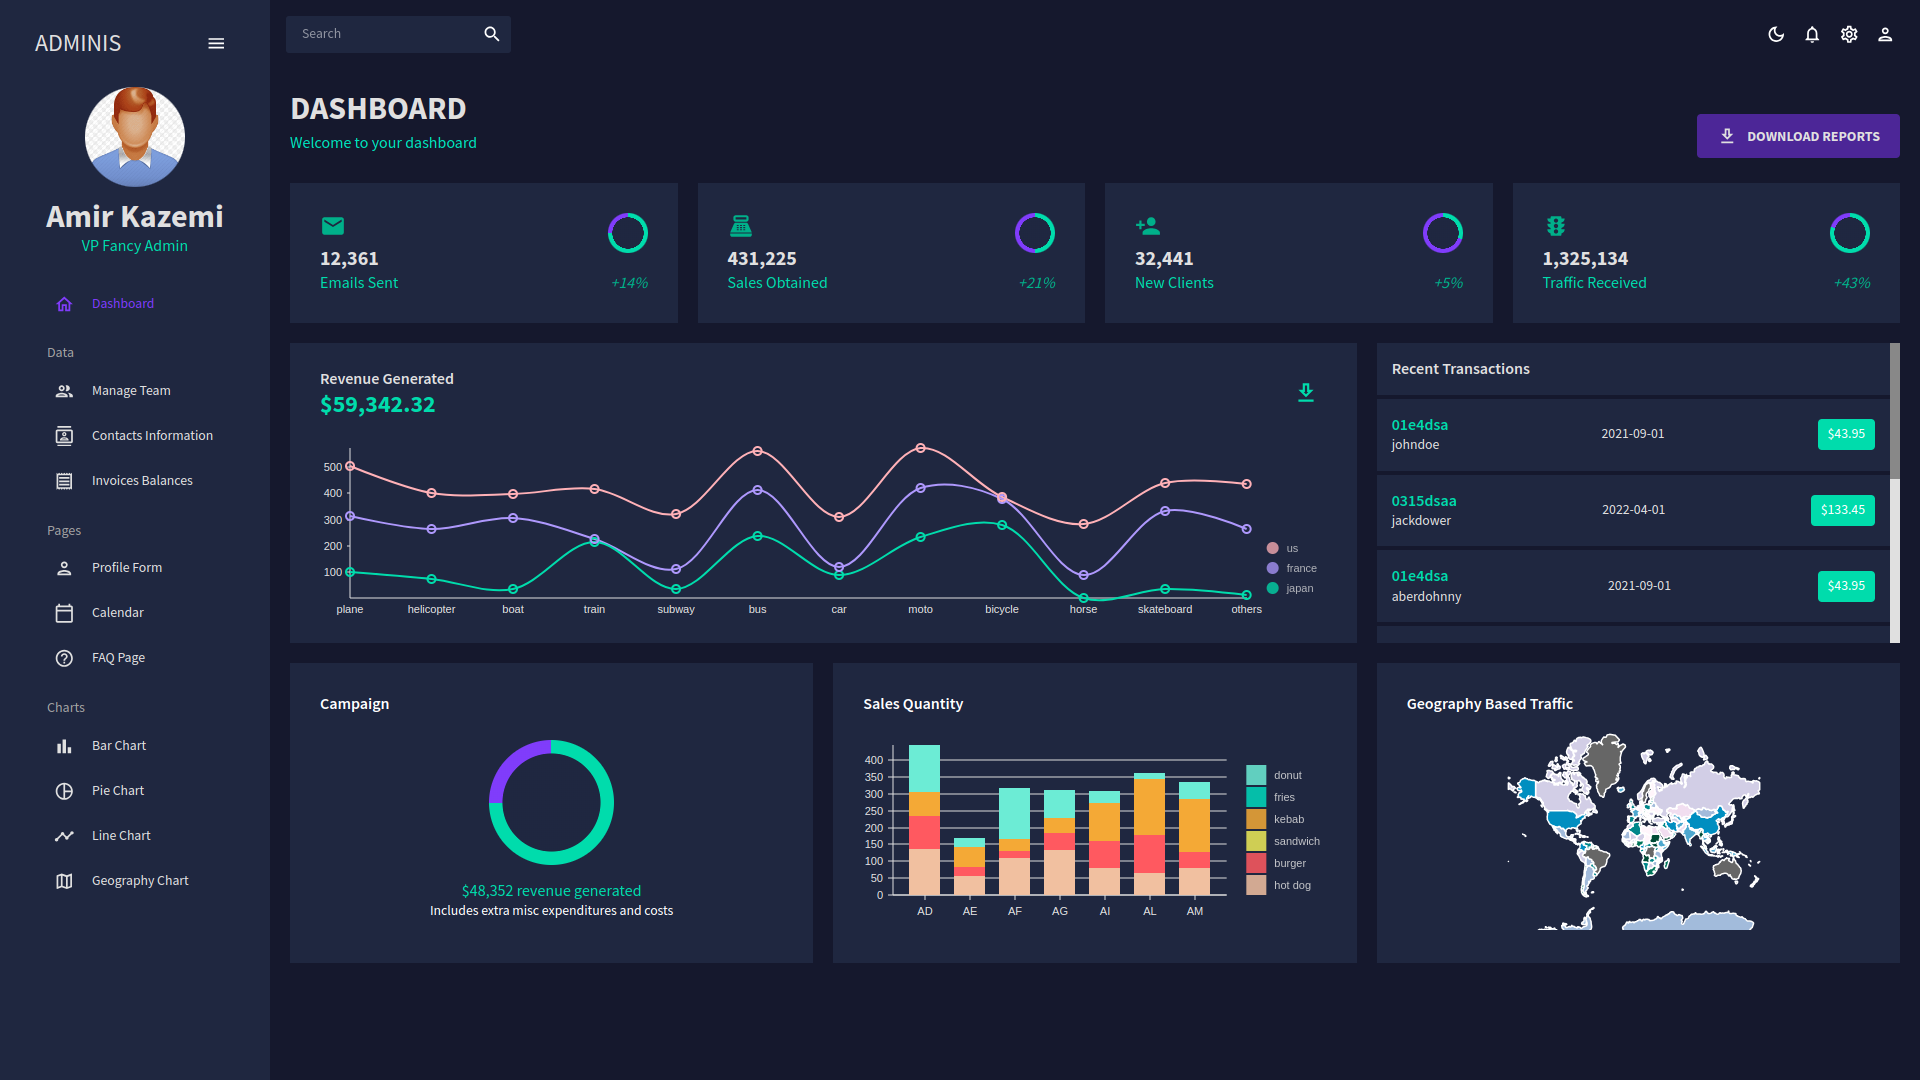 ADMINIS
Amir Kazemi
VP Fancy Admin
Dashboard
Data
Manage Team
Contacts Information
Invoices Balances
Pages
Profile Form
Calendar
FAQ Page
Charts
Bar Chart
Pie Chart
Line Chart
Geography Chart
Search
DASHBOARD
Welcome to your dashboard
DOWNLOAD REPORTS
12,361
Emails Sent
+14%
431,225
Sales Obtained
+21%
32,441
New Clients
+5%
1,325,134
Traffic Received
+43%
Revenue Generated
$59,342.32
500
400
300
200
100
plane helicopter boat train subway bus car moto bicycle horse skateboard others
us
france
japan
Recent Transactions
01e4dsa
johndoe
2021-09-01
$43.95
0315dsaa
jackdower
2022-04-01
$133.45
01e4dsa
aberdohnny
2021-09-01
$43.95
Campaign
$48,352 revenue generated
Includes extra misc expenditures and costs
Sales Quantity
400
350
300
250
200
150
100
50
0
AD AE AF AG AI AL AM
donut
fries
kebab
sandwich
burger
hot dog
Geography Based Traffic